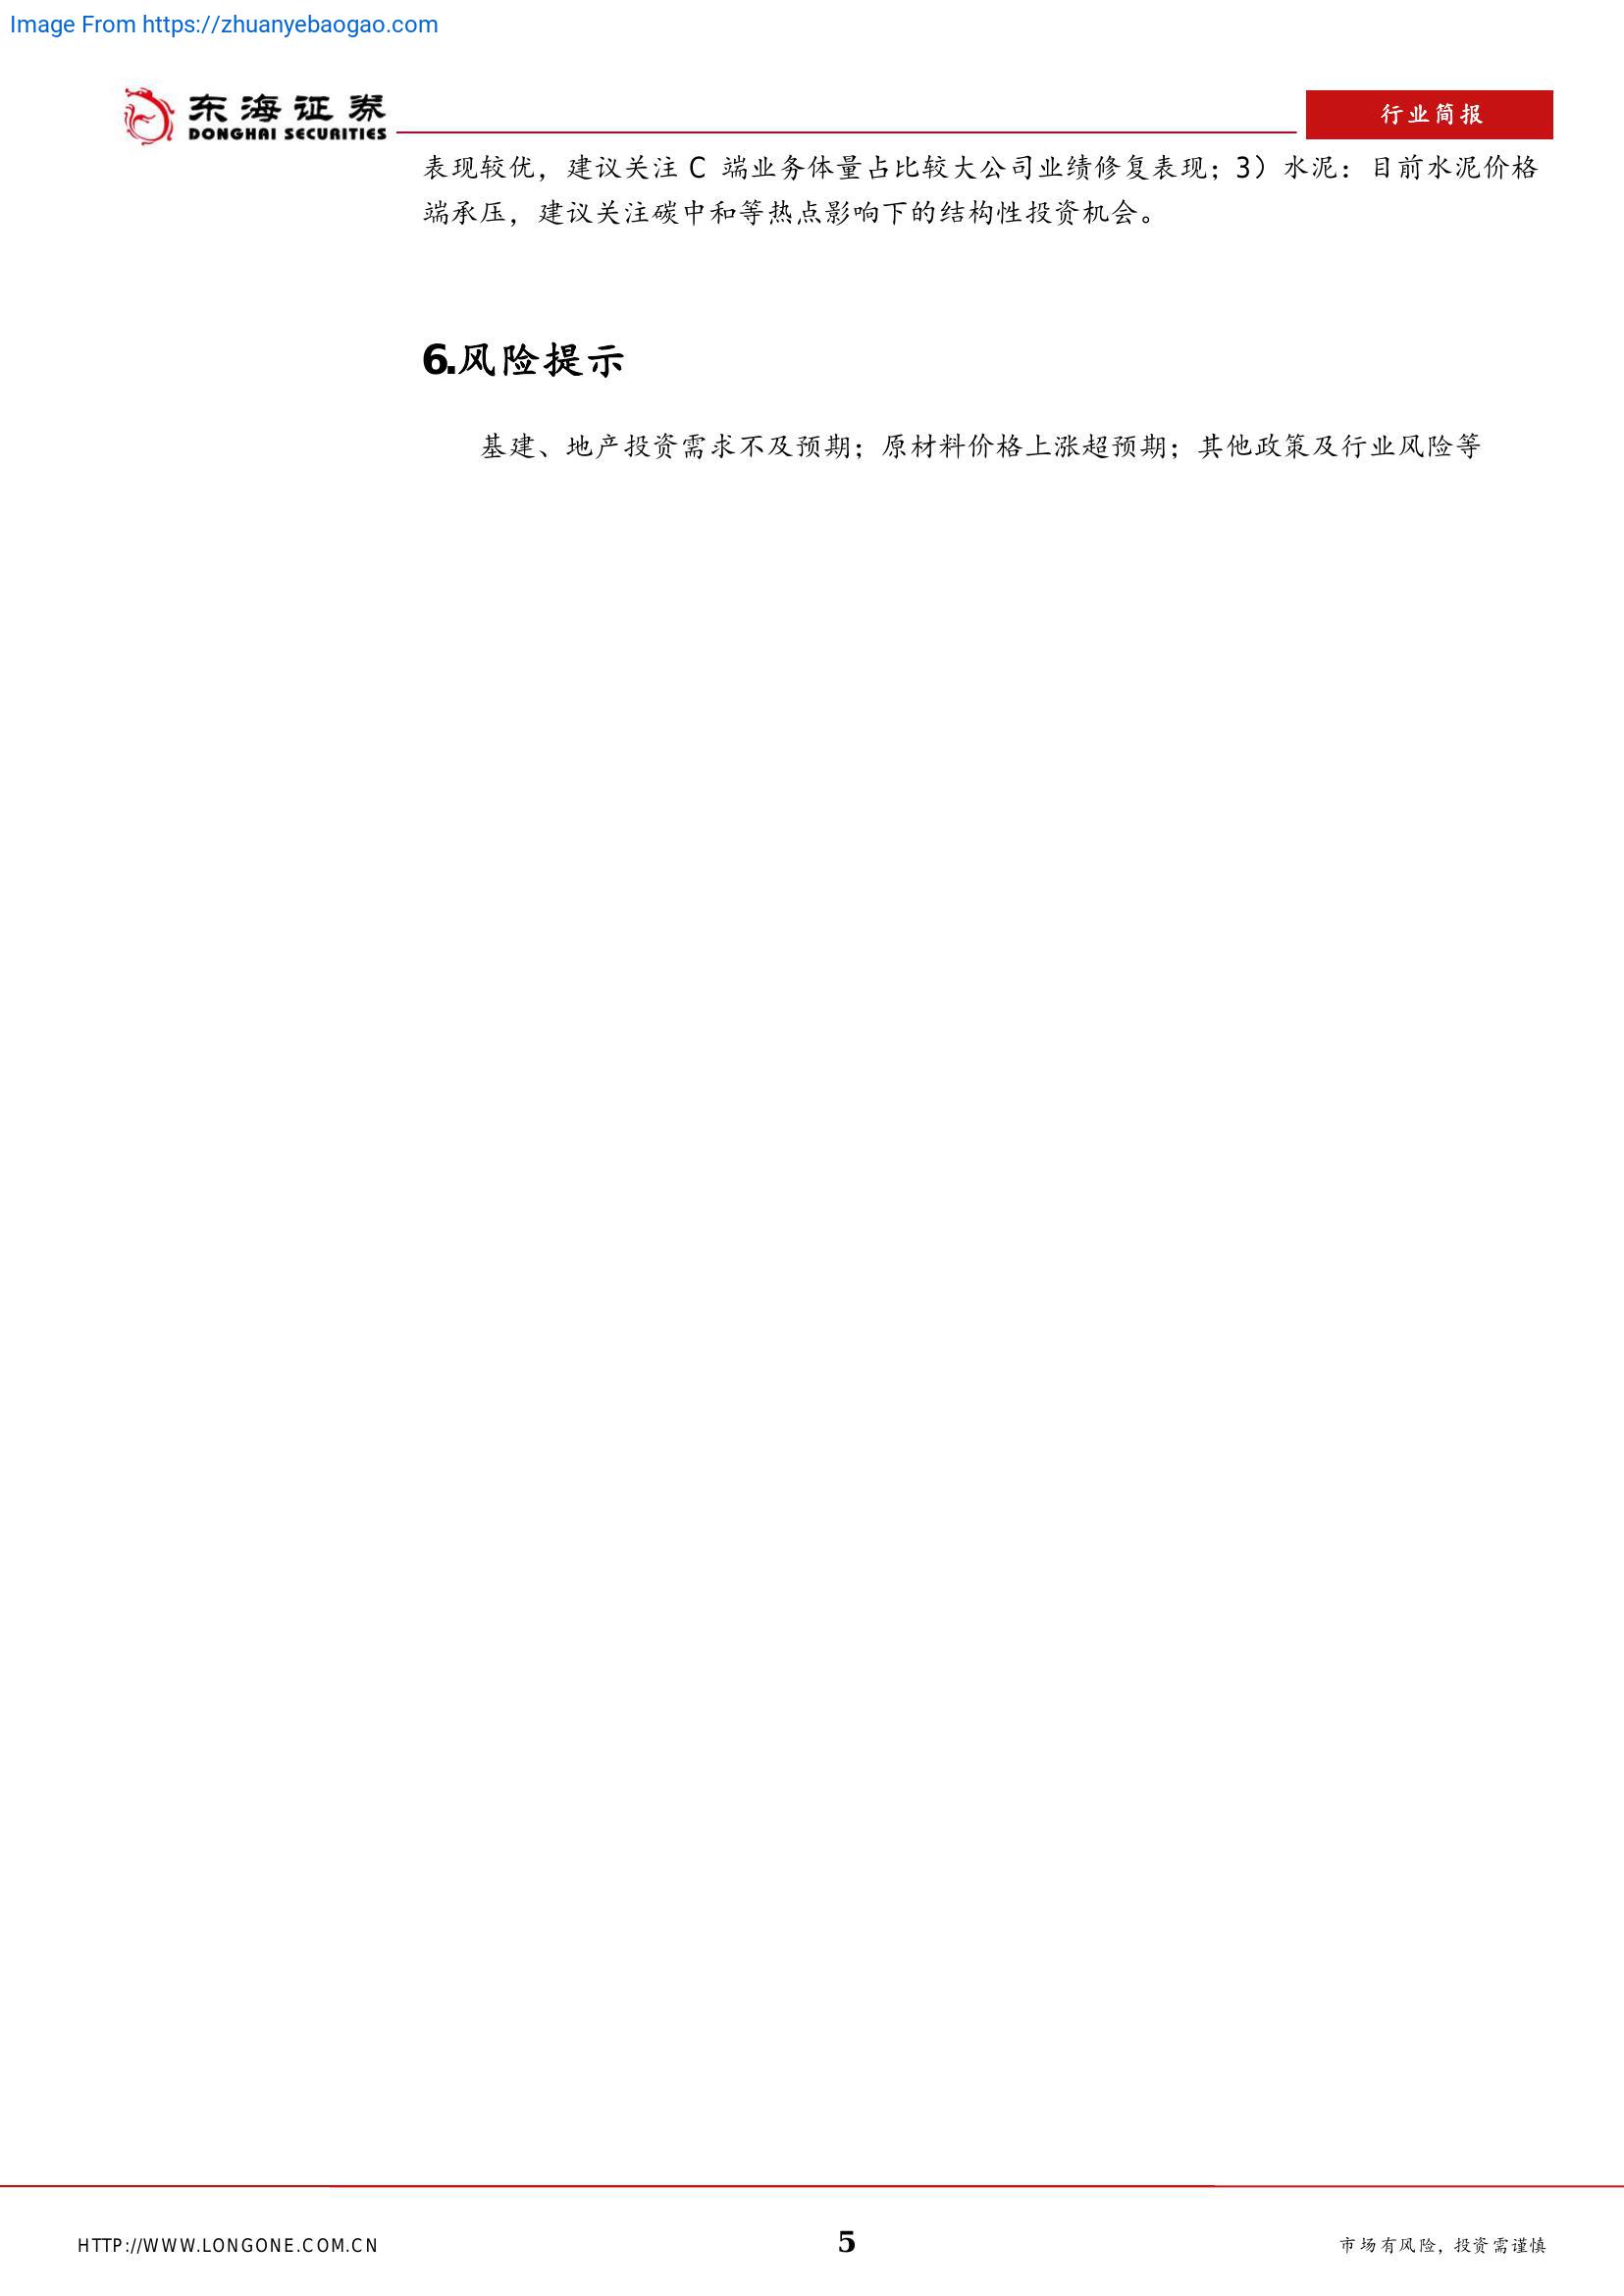 Image From https://zhuanyebaogao.com
东海证券
DONGHAI SECURITIES
行业简报
表现较优，建议关注 C 端业务体量占比较大公司业绩修复表现；3）水泥：目前水泥价格
端承压，建议关注碳中和等热点影响下的结构性投资机会。
6.风险提示
基建、地产投资需求不及预期；原材料价格上涨超预期；其他政策及行业风险等
HTTP://WWW.LONGONE.COM.CN
5
市场有风险，投资需谨慎